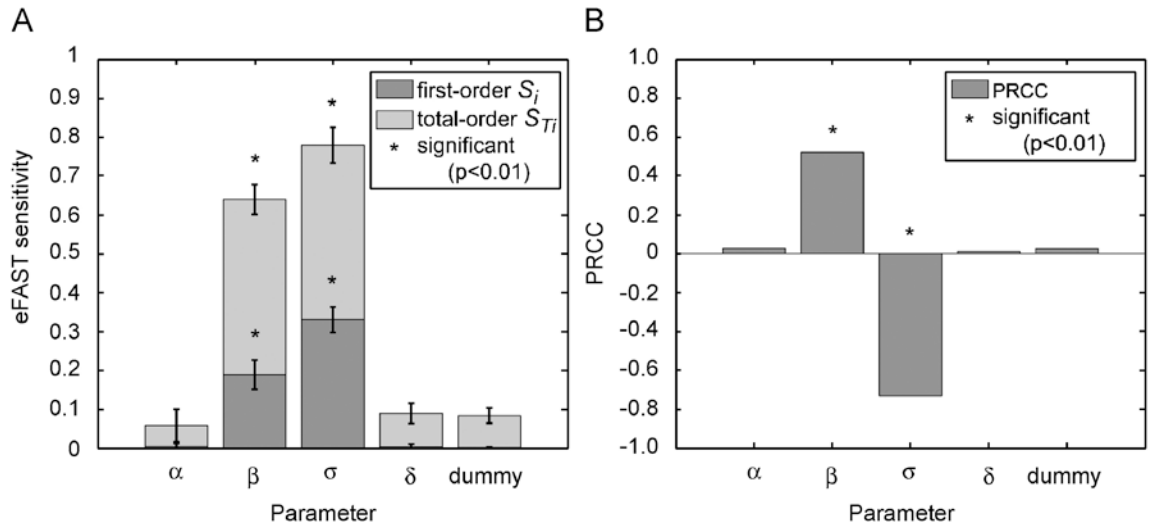 A
eFAST sensitivity
1
0.9
0.8
0.7
0.6
0.5
0.4
0.3
0.2
0.1
0
first-order Si
total-order STi
* significant
(p<0.01)
*
*
*
*
α β σ δ dummy
Parameter
B
PRCC
1.0
0.8
0.6
0.4
0.2
0
-0.2
-0.4
-0.6
-0.8
-1.0
PRCC
* significant
(p<0.01)
*
*
α β σ δ dummy
Parameter